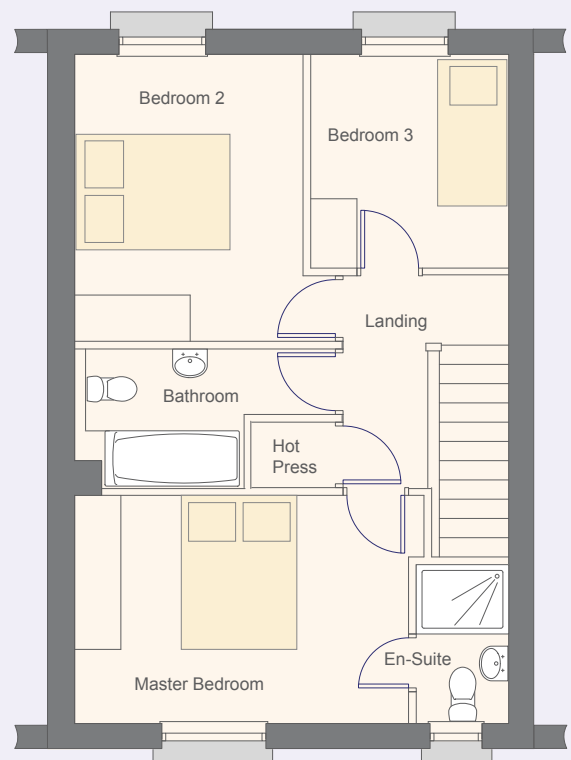 Bedroom 2
Bedroom 3
Landing
Bathroom
Hot
Press
En-Suite
Master Bedroom